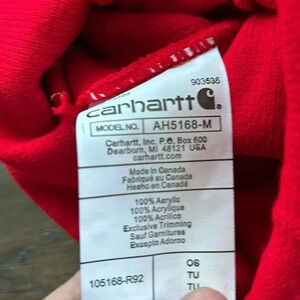 903536
carhartt
MODEL NO. AH5168-M
Carhartt, Inc. P.O. Box 600
Dearborn, MI 48121 USA
carhartt.com
Made in Canada
Fabriqué au Canada
Hecho en Canadá
100% Acrylic
100% Acrylique
100% Acrílico
Exclusive Trimming
Sauf Garnitures
Excepto Adorno
105168-R92
OS
TU
TU